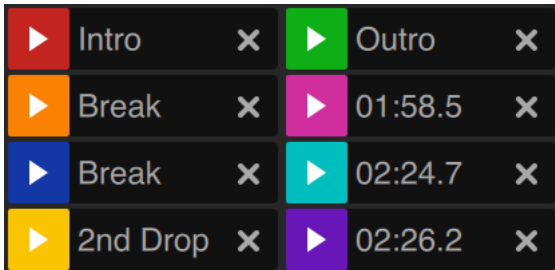 Intro
Outro
Break
01:58.5
Break
02:24.7
2nd Drop
02:26.2